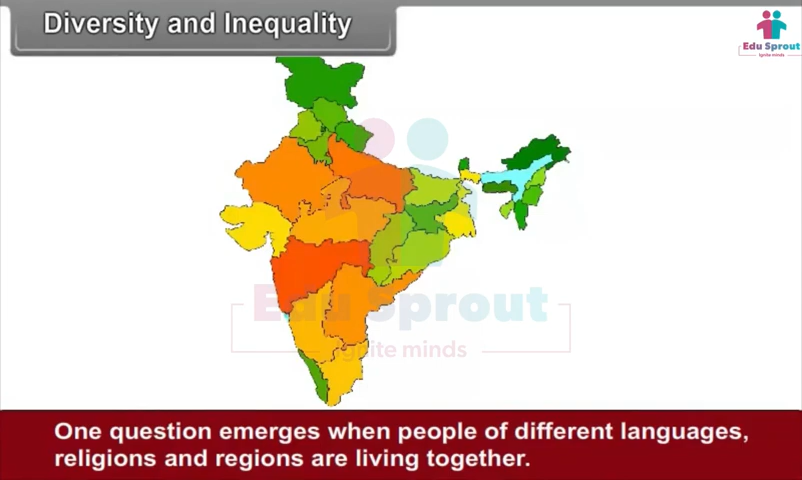 Diversity and Inequality
Edu Sprout
Ignite minds
Edu Sprout
Ignite minds
One question emerges when people of different languages,
religions and regions are living together.